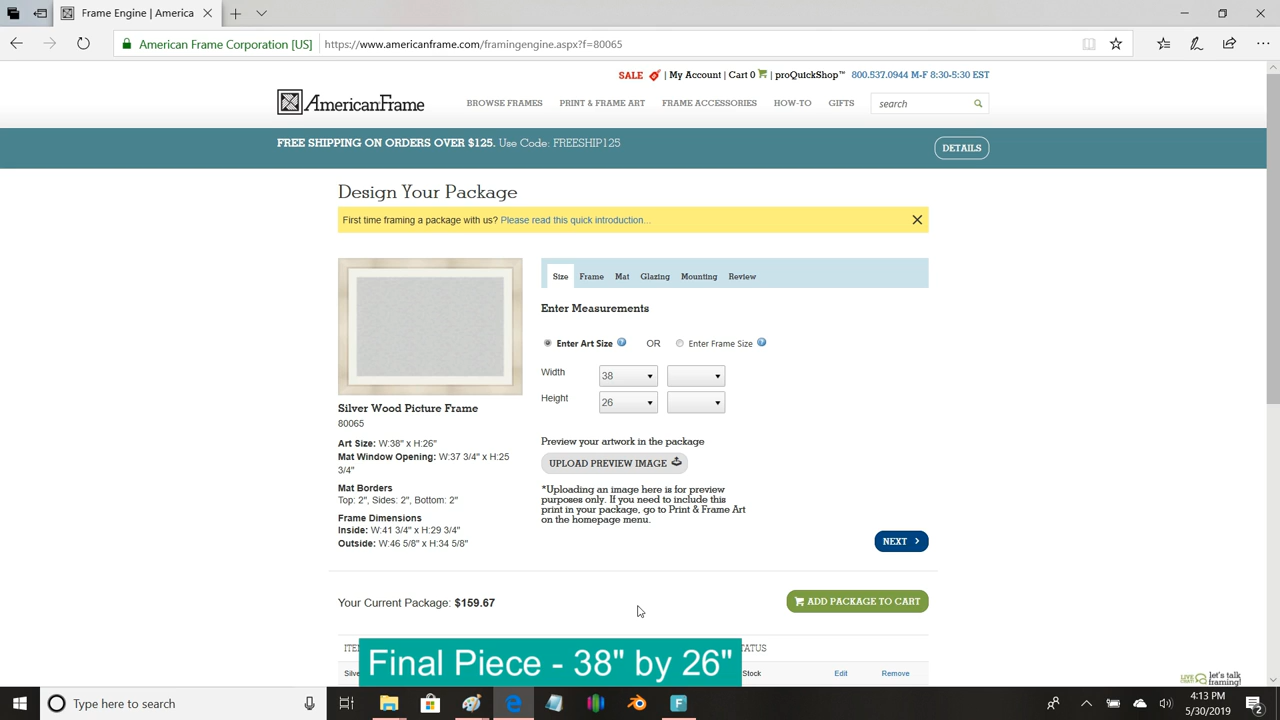 Frame Engine | America
American Frame Corporation [US]
https://www.americanframe.com/framingengine.aspx?f=80065
SALE | My Account | Cart 0 | proQuickShop™ 800.537.0944 M-F 8:30-5:30 EST
AmericanFrame
BROWSE FRAMES PRINT & FRAME ART FRAME ACCESSORIES HOW-TO GIFTS search
FREE SHIPPING ON ORDERS OVER $125. Use Code: FREESHIP125
DETAILS
Design Your Package
First time framing a package with us? Please read this quick introduction...
Size Frame Mat Glazing Mounting Review
Enter Measurements
Enter Art Size ? OR Enter Frame Size ?
Width 38
Height 26
Preview your artwork in the package
UPLOAD PREVIEW IMAGE
*Uploading an image here is for preview
purposes only. If you need to include this
print in your package, go to Print & Frame Art
on the homepage menu.
NEXT
Silver Wood Picture Frame
80065
Art Size: W:38" x H:26"
Mat Window Opening: W:37 3/4" x H:25
3/4"
Mat Borders
Top: 2", Sides: 2", Bottom: 2"
Frame Dimensions
Inside: W:41 3/4" x H:29 3/4"
Outside: W:46 5/8" x H:34 5/8"
Your Current Package: $159.67
ADD PACKAGE TO CART
Final Piece - 38" by 26"
Stock Edit Remove
let's talk
framing!
Type here to search
4:13 PM
5/30/2019